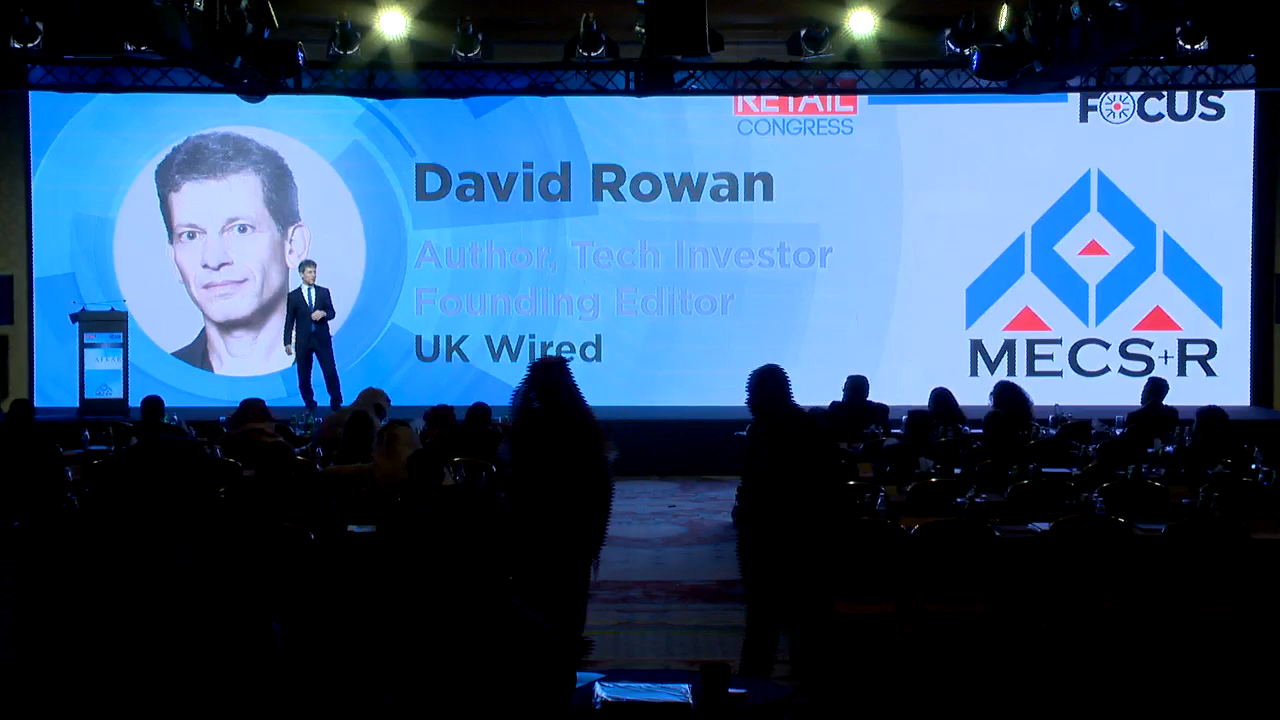 RETAIL
CONGRESS
FOCUS
David Rowan
Author, Tech Investor
Founding Editor
UK Wired
MECS+R